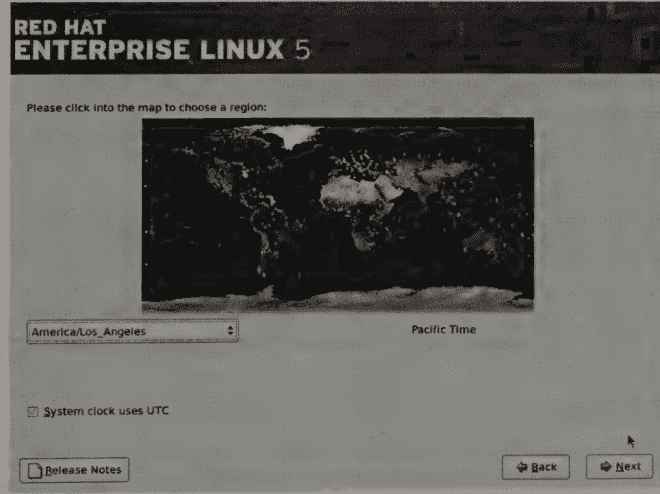 RED HAT
ENTERPRISE LINUX 5
Please click into the map to choose a region:
America/Los_Angeles
Pacific Time
System clock uses UTC
Release Notes
Back
Next